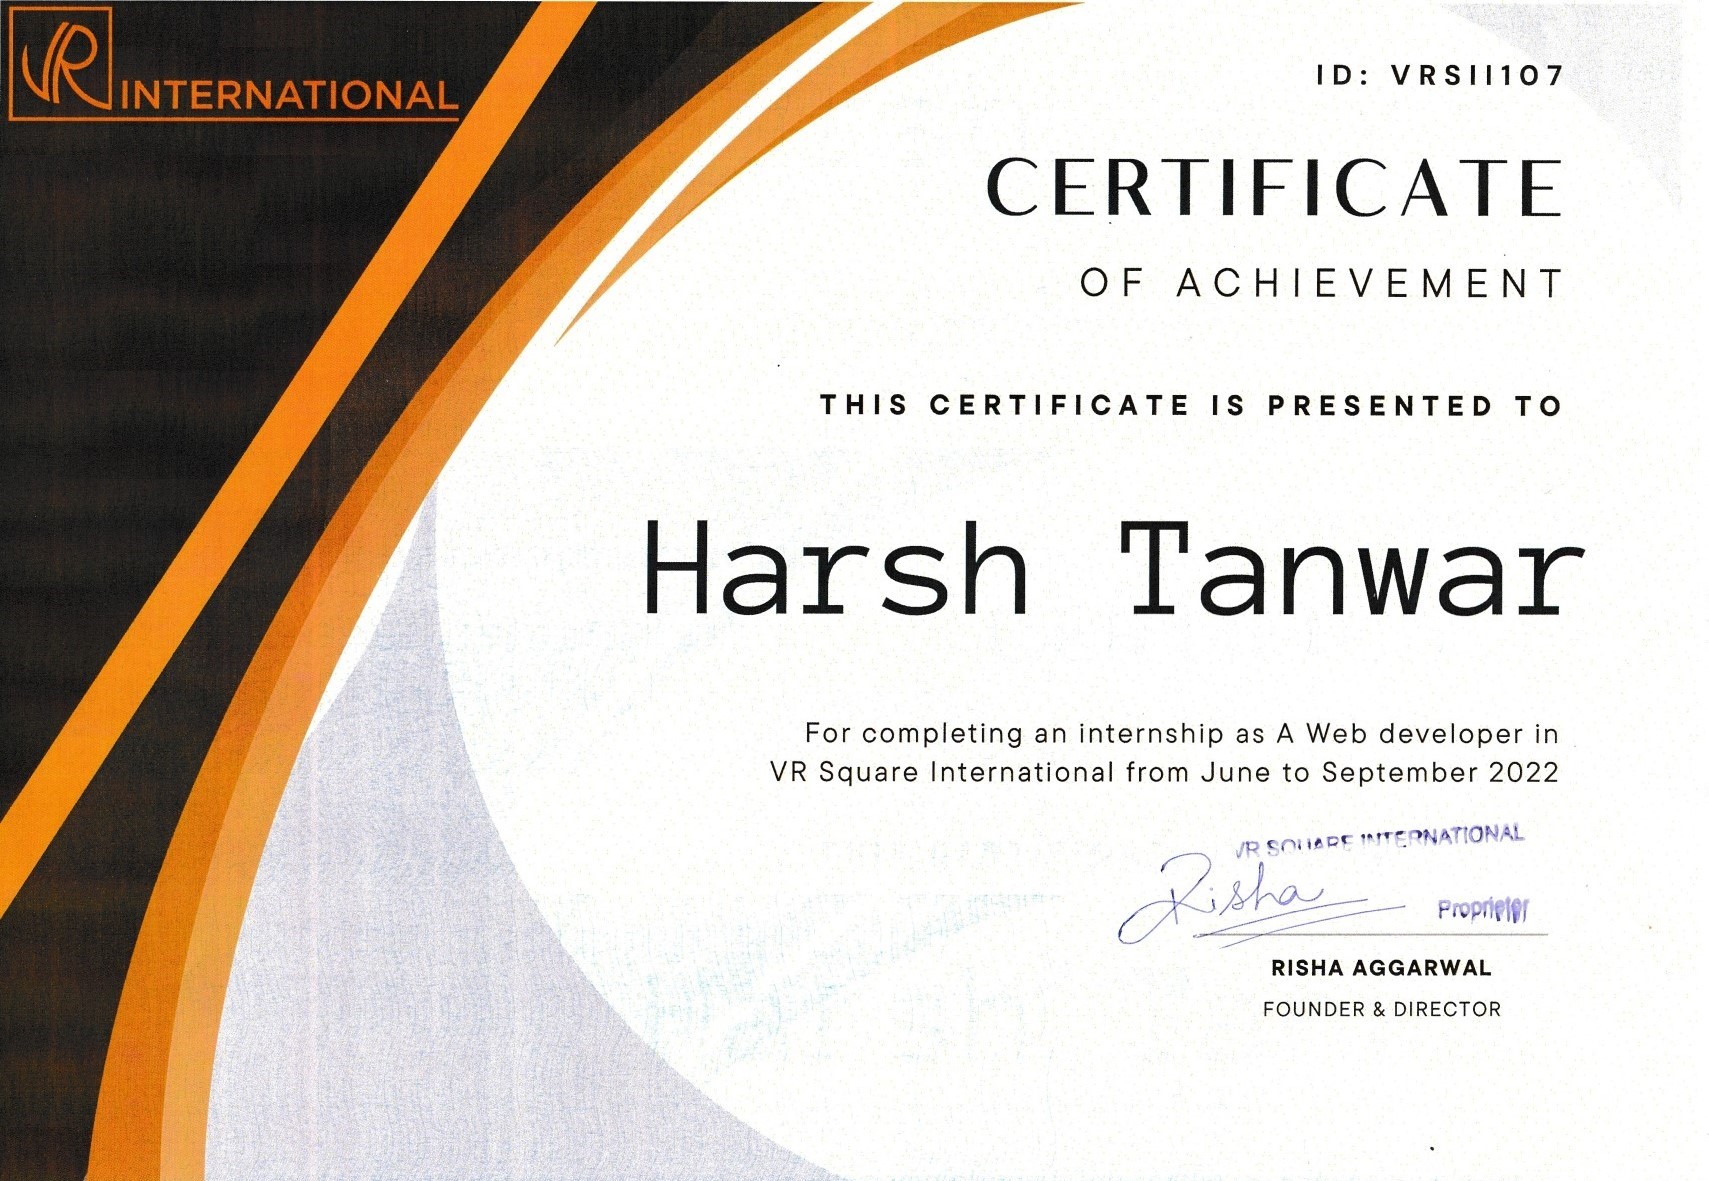 VR INTERNATIONAL
ID: VRSII107
CERTIFICATE
OF ACHIEVEMENT
THIS CERTIFICATE IS PRESENTED TO
Harsh Tanwar
For completing an internship as A Web developer in
VR Square International from June to September 2022
VR SQUARE INTERNATIONAL
Risha
Proprietor
RISHA AGGARWAL
FOUNDER & DIRECTOR